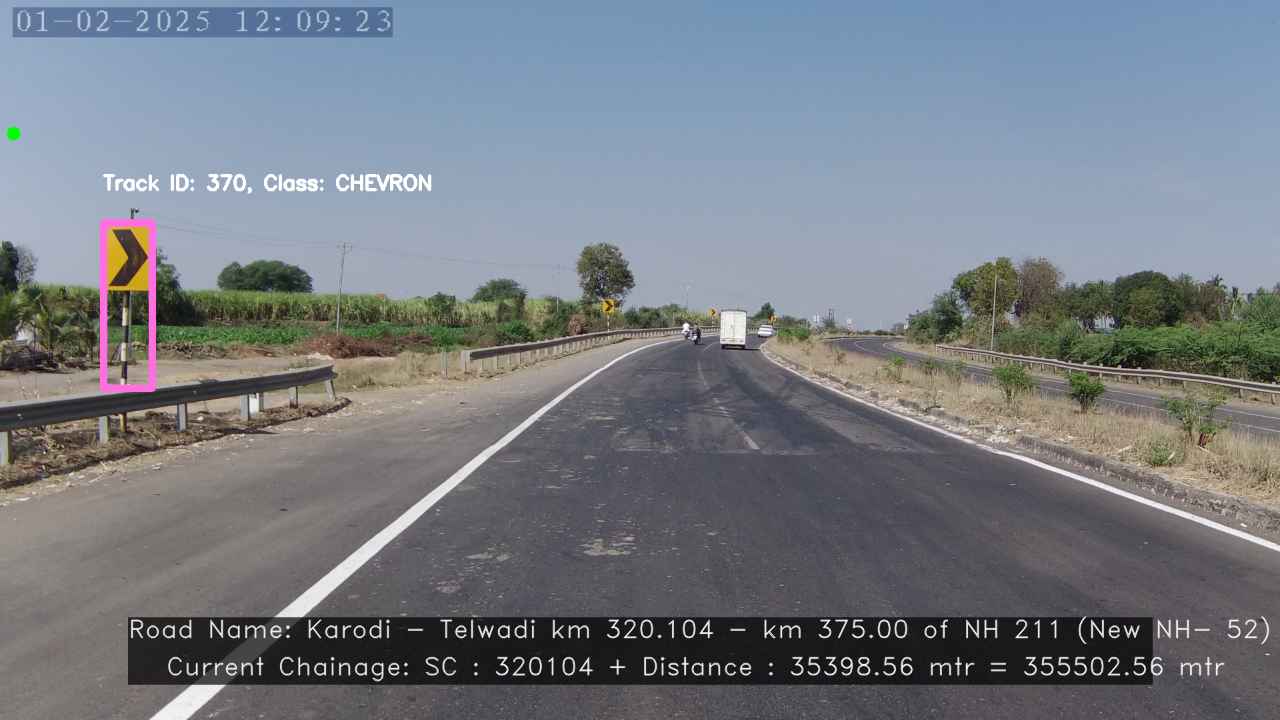 01-02-2025 12:09:23
Track ID: 370, Class: CHEVRON
Road Name: Karodi - Telwadi km 320.104 - km 375.00 of NH 211 (New NH- 52)
Current Chainage: SC : 320104 + Distance : 35398.56 mtr = 355502.56 mtr